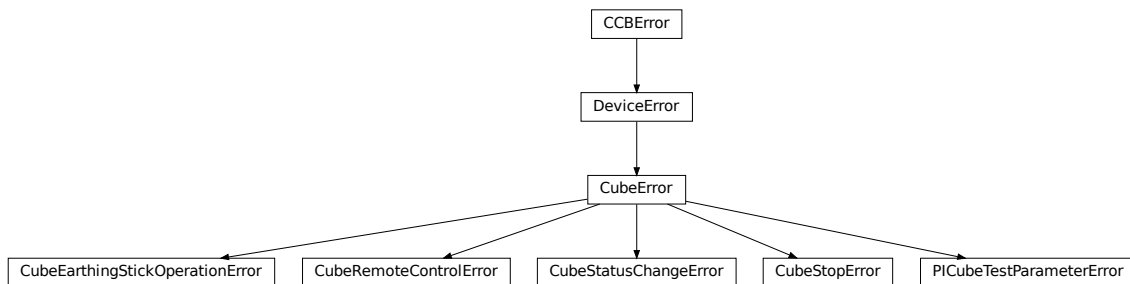 CCBError
DeviceError
CubeError
CubeEarthingStickOperationError
CubeRemoteControlError
CubeStatusChangeError
CubeStopError
PICubeTestParameterError